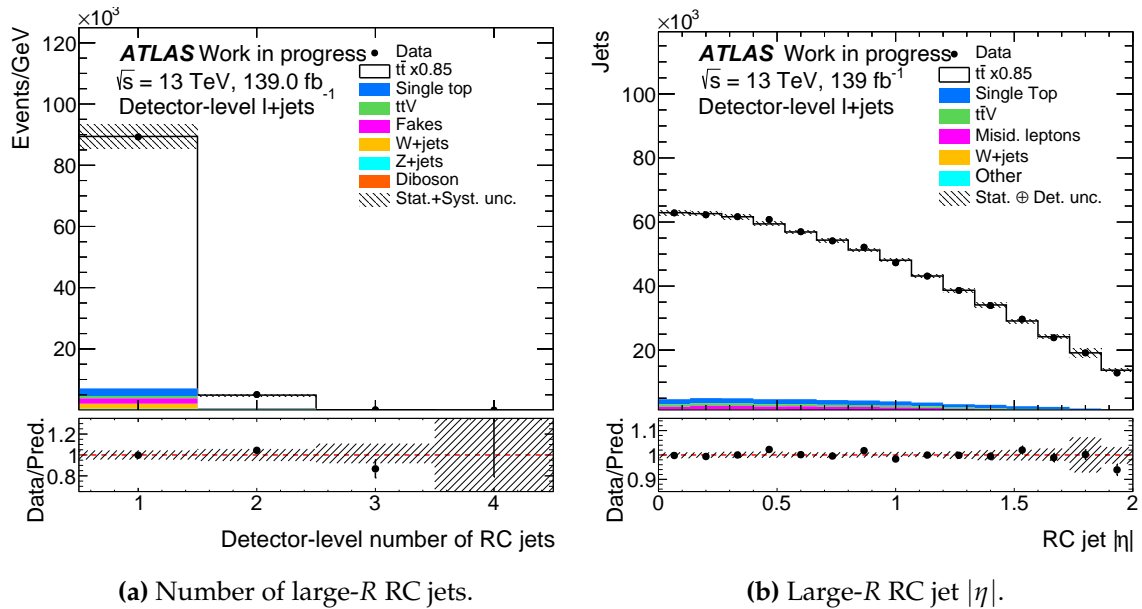 ×10³
Events/GeV
120
100
80
60
40
20
ATLAS Work in progress
√s = 13 TeV, 139.0 fb⁻¹
Detector-level l+jets
Data
tt̄ x0.85
Single top
ttV
Fakes
W+jets
Z+jets
Diboson
Stat.+Syst. unc.
Data/Pred.
1.2
1
0.8
1 2 3 4
Detector-level number of RC jets
(a) Number of large-R RC jets.
×10³
Jets
100
80
60
40
20
ATLAS Work in progress
√s = 13 TeV, 139 fb⁻¹
Detector-level l+jets
Data
tt̄ x0.85
Single Top
tt̄V
Misid. leptons
W+jets
Other
Stat. ⊕ Det. unc.
Data/Pred.
1.1
1
0.9
0 0.5 1 1.5 2
RC jet |η|
(b) Large-R RC jet |η|.